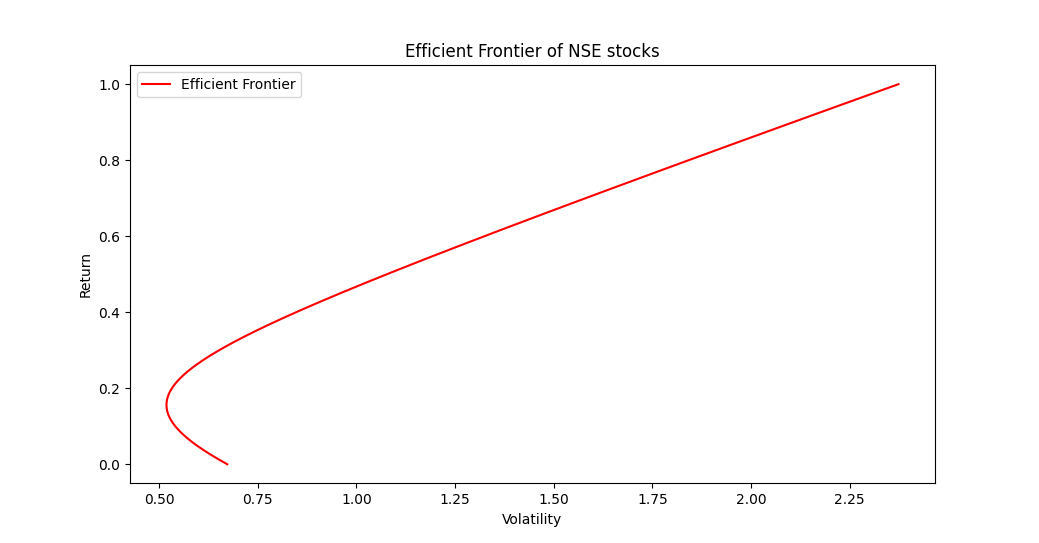 Efficient Frontier of NSE stocks
Efficient Frontier
1.0
0.8
0.6
0.4
0.2
0.0
Return
0.50 0.75 1.00 1.25 1.50 1.75 2.00 2.25
Volatility